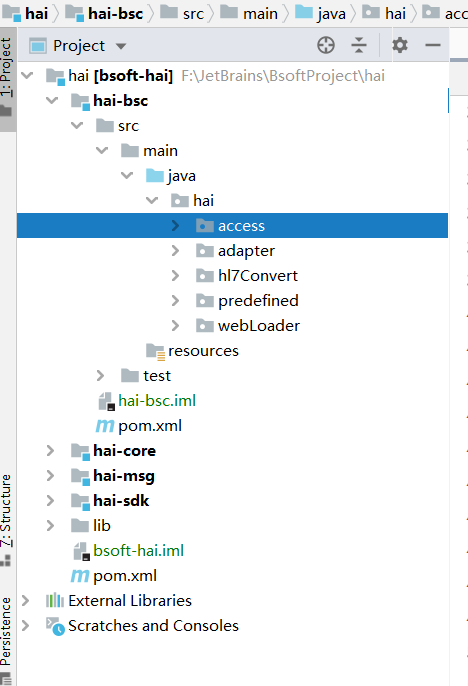 hai hai-bsc src main java hai acc
Project
hai [bsoft-hai] F:\JetBrains\BsoftProject\hai
hai-bsc
src
main
java
hai
access
adapter
hl7Convert
predefined
webLoader
resources
test
hai-bsc.iml
pom.xml
hai-core
hai-msg
hai-sdk
lib
bsoft-hai.iml
pom.xml
External Libraries
Scratches and Consoles
1: Project
7: Structure
Persistence